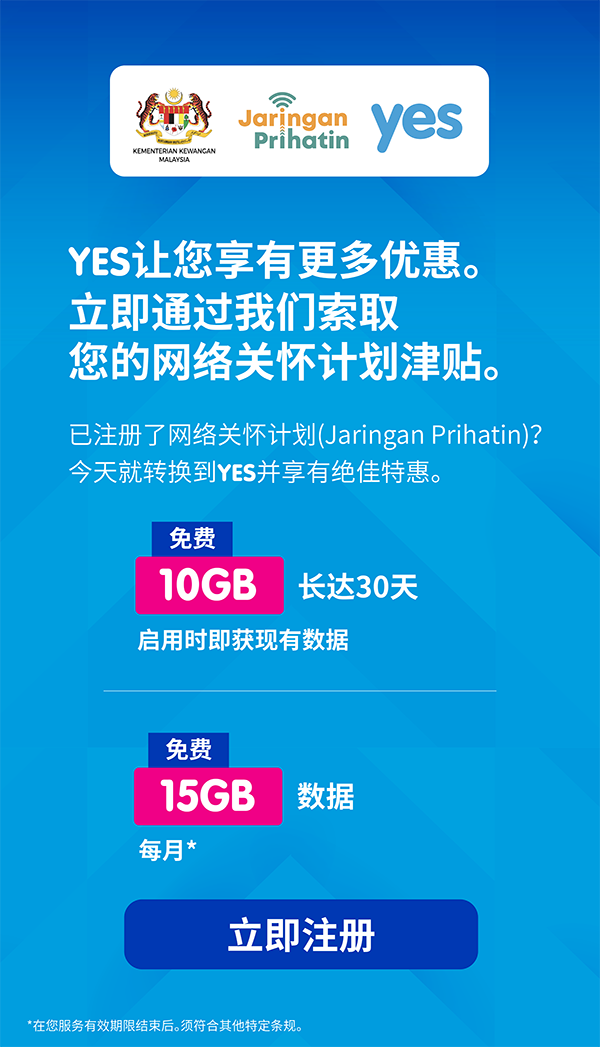 KEMENTERIAN KEWANGAN
MALAYSIA
Jaringan
Prihatin
yes
YES让您享有更多优惠。
立即通过我们索取
您的网络关怀计划津贴。
已注册了网络关怀计划(Jaringan Prihatin)?
今天就转换到YES并享有绝佳特惠。
免费
10GB 长达30天
启用时即获现有数据
免费
15GB 数据
每月*
立即注册
*在您服务有效期限结束后。须符合其他特定条规。